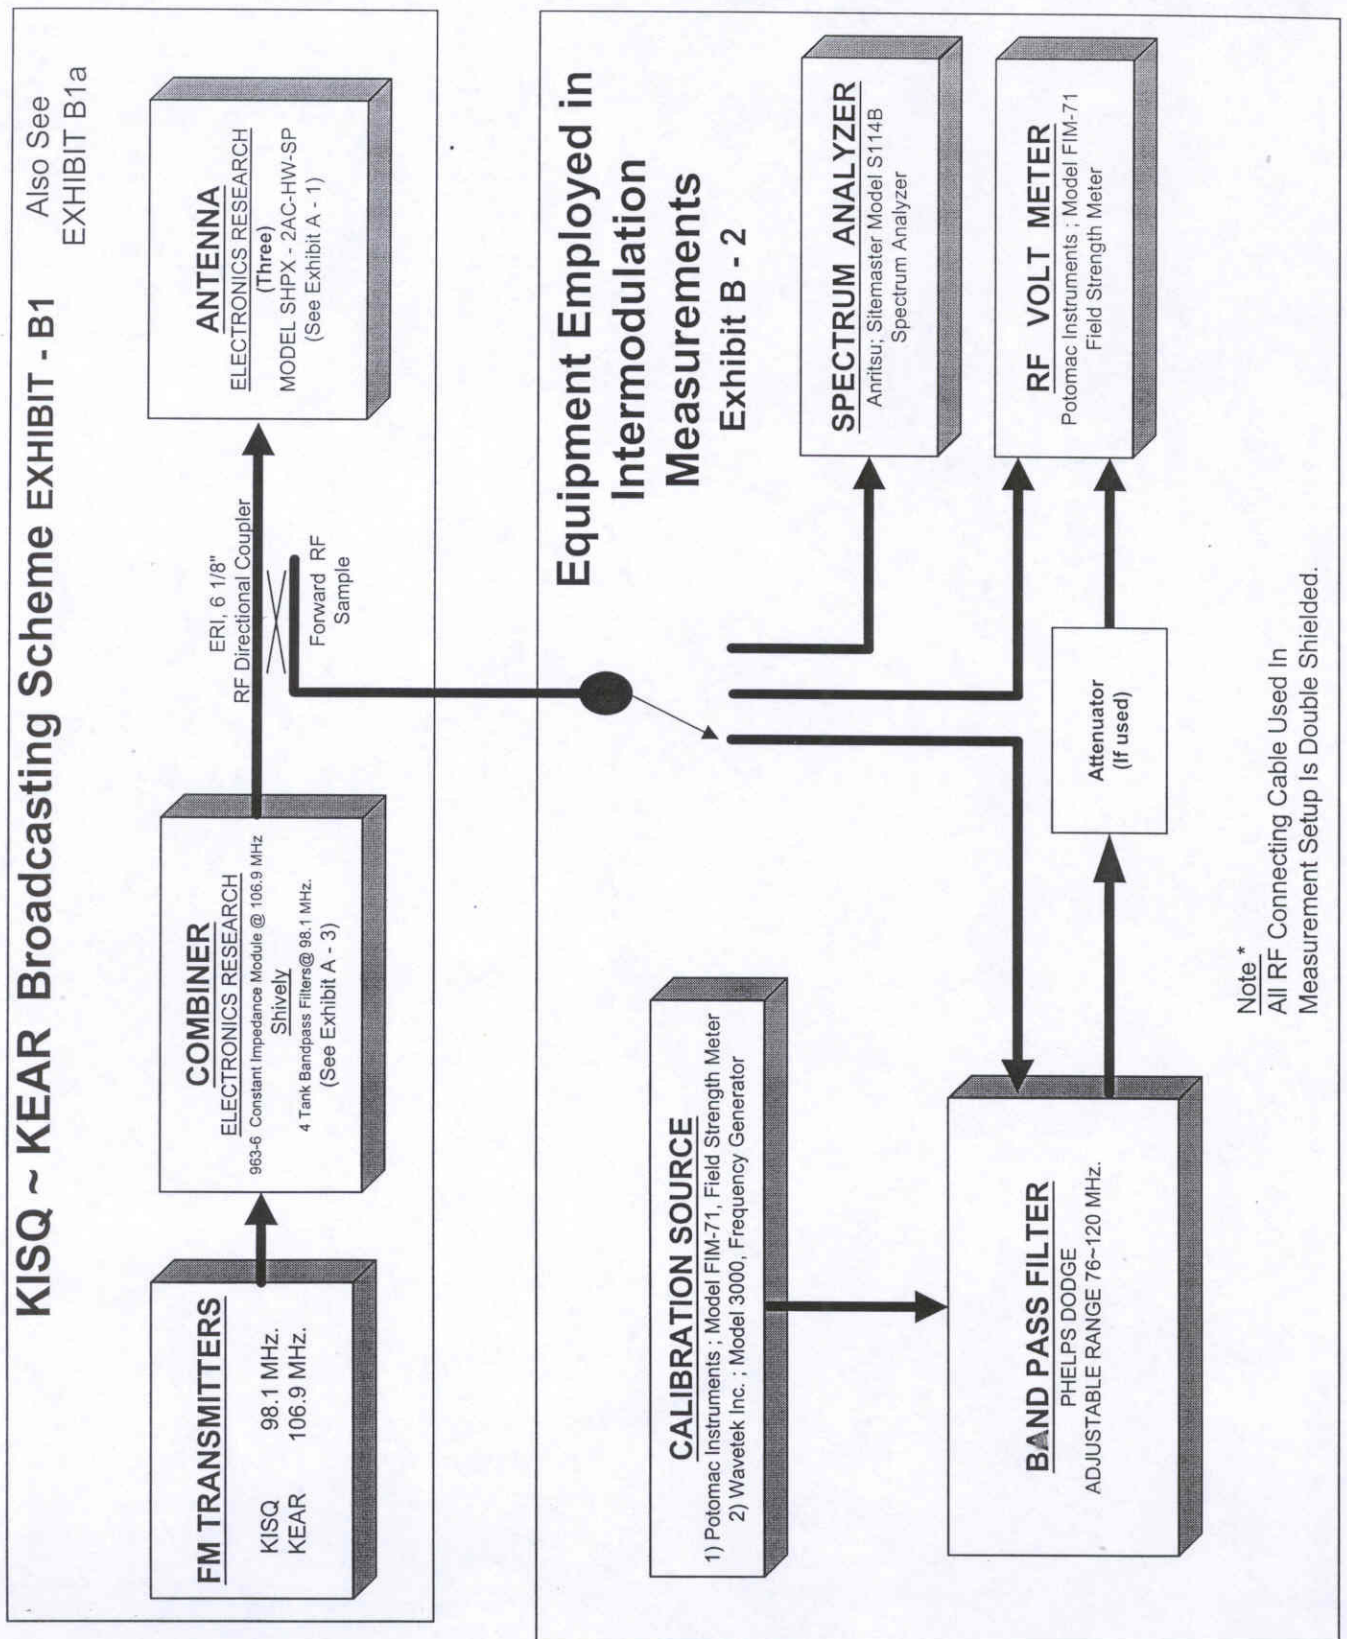 KISQ ~ KEAR Broadcasting Scheme EXHIBIT - B1
Also See
EXHIBIT B1a
FM TRANSMITTERS
KISQ 98.1 MHz.
KEAR 106.9 MHz.
COMBINER
ELECTRONICS RESEARCH
963-6 Constant Impedance Module @ 106.9 MHz
Shively
4 Tank Bandpass Filters@ 98.1 MHz.
(See Exhibit A - 3)
ERI, 6 1/8"
RF Directional Coupler
Forward RF
Sample
ANTENNA
ELECTRONICS RESEARCH
(Three)
MODEL SHPX - 2AC-HW-SP
(See Exhibit A - 1)
Equipment Employed in
Intermodulation
Measurements
Exhibit B - 2
CALIBRATION SOURCE
1) Potomac Instruments ; Model FIM-71, Field Strength Meter
2) Wavetek Inc. ; Model 3000, Frequency Generator
SPECTRUM ANALYZER
Anritsu; Sitemaster Model S114B
Spectrum Analyzer
RF VOLT METER
Potomac Instruments ; Model FIM-71
Field Strength Meter
BAND PASS FILTER
PHELPS DODGE
ADJUSTABLE RANGE 76~120 MHz.
Attenuator
(If used)
Note *
All RF Connecting Cable Used In
Measurement Setup Is Double Shielded.